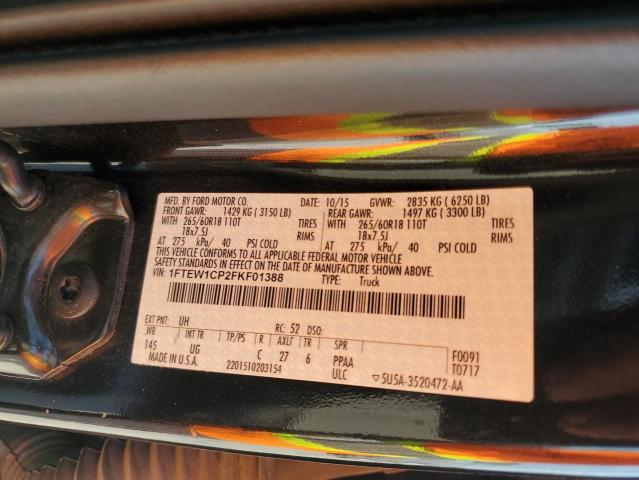 MFD. BY FORD MOTOR CO.
DATE: 10/15 GVWR: 2835 KG ( 6250 LB)
FRONT GAWR: 1429 KG ( 3150 LB) REAR GAWR: 1497 KG ( 3300 LB)
WITH 265/60R18 110T TIRES WITH 265/60R18 110T TIRES
18x7.5J 18x7.5J
AT 275 kPa/ 40 PSI COLD AT 275 kPa/ 40 PSI COLD
THIS VEHICLE CONFORMS TO ALL APPLICABLE FEDERAL MOTOR VEHICLE
SAFETY STANDARDS IN EFFECT ON THE DATE OF MANUFACTURE SHOWN ABOVE.
VIN: 1FTEW1CP2FKF01388 TYPE: Truck
EXT PNT: UH RC: 52 DSO:
WB INT TR TP/PS R AXLT TR SPR
145 UG C 27 6 PPAA F0091
MADE IN U.S.A. 2201510203154 ULC T0717
▽5U5A-3520472-AA